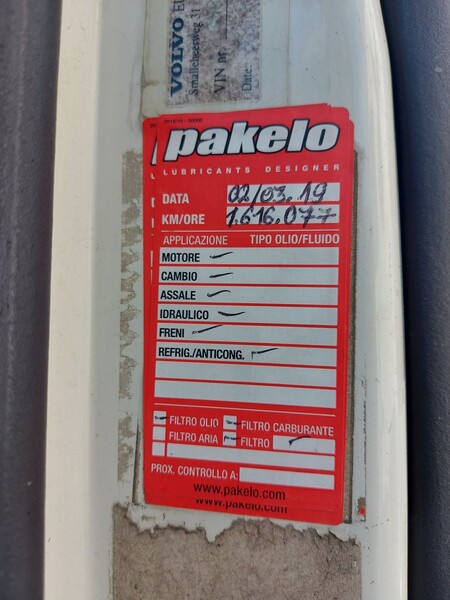 VOLVO
Smalleheerweg 31
VIN nr.
Date:
pakelo
LUBRICANTS DESIGNER
DATA 02/03.19
KM/ORE 1.616.077
APPLICAZIONE TIPO OLIO/FLUIDO
MOTORE
CAMBIO
ASSALE
IDRAULICO
FRENI
REFRIG./ANTICONG.
FILTRO OLIO FILTRO CARBURANTE
FILTRO ARIA FILTRO
PROX. CONTROLLO A:
www.pakelo.com
www.pakelo.com